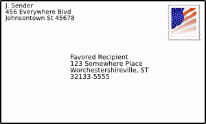 J. Sender
456 Everywhere Blvd
Johnsontown St 45678
Favored Recipient
123 Somewhere Place
Worchestershireville, ST
32133-5555